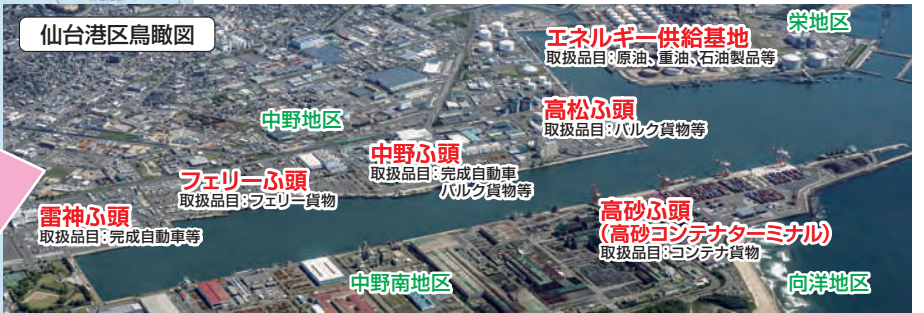 仙台港区鳥瞰図
栄地区
エネルギー供給基地
取扱品目：原油、重油、石油製品等
高松ふ頭
取扱品目：バルク貨物等
中野地区
中野ふ頭
取扱品目：完成自動車
バルク貨物等
フェリーふ頭
取扱品目：フェリー貨物
雷神ふ頭
取扱品目：完成自動車等
高砂ふ頭
（高砂コンテナターミナル）
取扱品目：コンテナ貨物
中野南地区
向洋地区